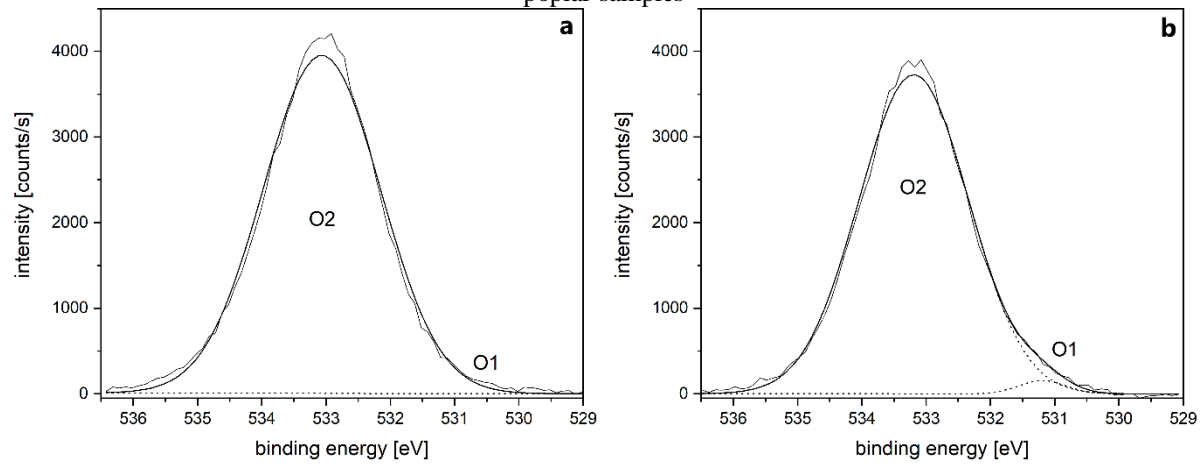 poplar samples
a
4000
3000
2000
1000
0
intensity [counts/s]
O2
O1
536 535 534 533 532 531 530 529
binding energy [eV]
b
4000
3000
2000
1000
0
intensity [counts/s]
O2
O1
536 535 534 533 532 531 530 529
binding energy [eV]